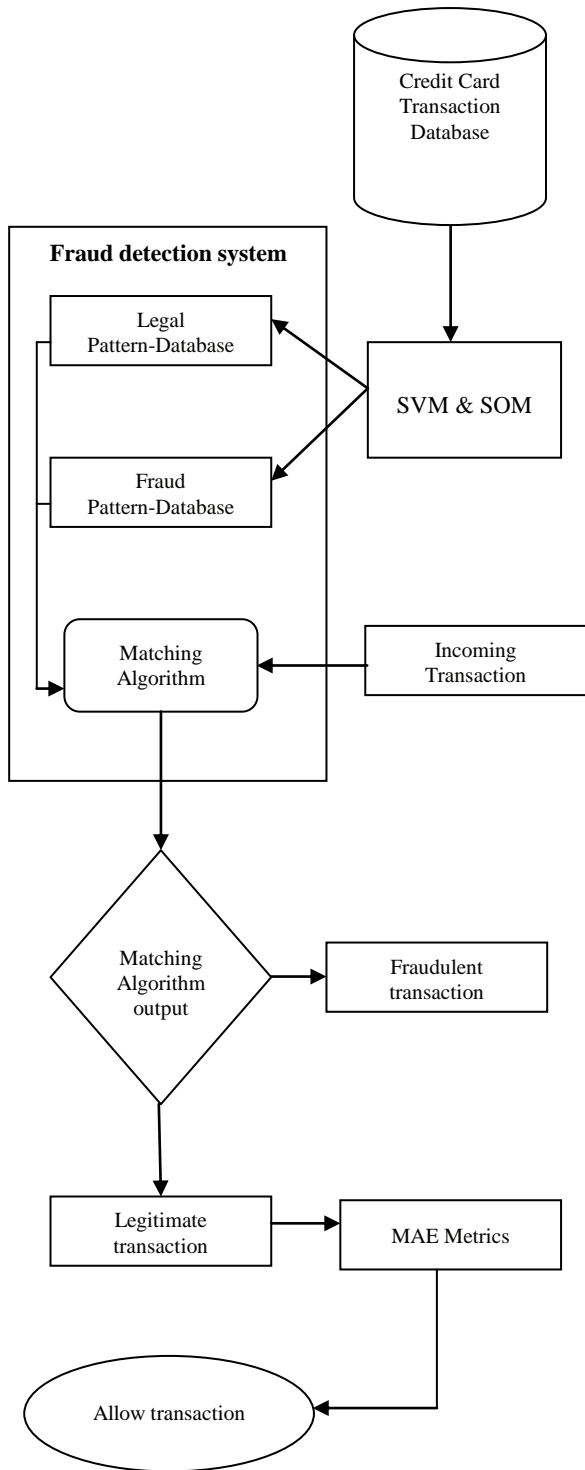 Credit Card
Transaction
Database
Fraud detection system
Legal
Pattern-Database
SVM & SOM
Fraud
Pattern-Database
Matching
Algorithm
Incoming
Transaction
Matching
Algorithm
output
Fraudulent
transaction
Legitimate
transaction
MAE Metrics
Allow transaction